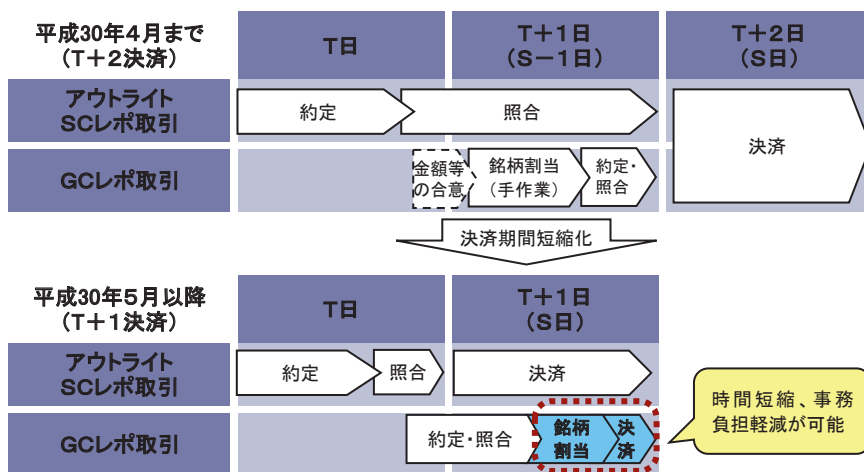 平成30年4月まで
(T+2決済)
T日
T+1日
(S-1日)
T+2日
(S日)
アウトライト
SCレポ取引
約定
照合
決済
GCレポ取引
金額等
の合意
銘柄割当
(手作業)
約定・
照合
決済期間短縮化
平成30年5月以降
(T+1決済)
T日
T+1日
(S日)
アウトライト
SCレポ取引
約定
照合
決済
GCレポ取引
約定・照合
銘柄
割当
決
済
時間短縮、事務
負担軽減が可能